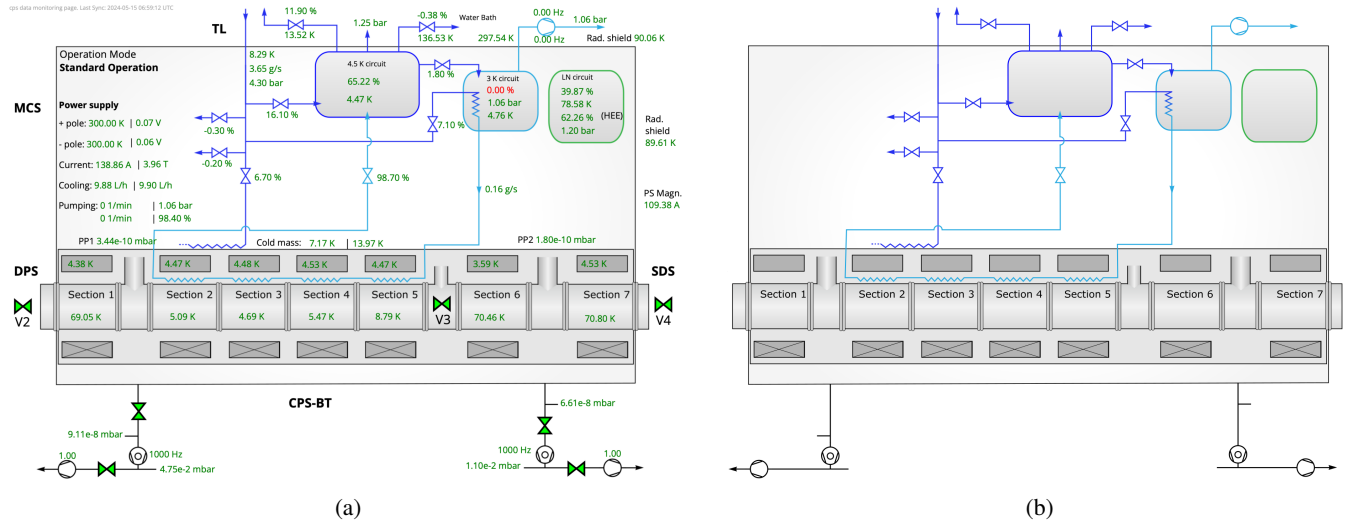 cps data monitoring page, Last Sync: 2024-05-15 06:59:12 UTC
TL
11.90 %
13.52 K
1.25 bar
-0.38 %
136.53 K
Water Bath
297.54 K
0.00 Hz
0.00 Hz
1.06 bar
Rad. shield 90.06 K
Operation Mode
Standard Operation
8.29 K
3.65 g/s
4.30 bar
4.5 K circuit
65.22 %
4.47 K
1.80 %
3 K circuit
0.00 %
1.06 bar
4.76 K
LN circuit
39.87 %
78.58 K
62.26 % (HEE)
1.20 bar
MCS
Power supply
+ pole: 300.00 K | 0.07 V
- pole: 300.00 K | 0.06 V
Current: 138.86 A | 3.96 T
Cooling: 9.88 L/h | 9.90 L/h
Pumping: 0 1/min | 1.06 bar
0 1/min | 98.40 %
16.10 %
-0.30 %
-0.20 %
7.10 %
6.70 %
98.70 %
0.16 g/s
Rad.
shield
89.61 K
PS Magn.
109.38 A
PP1 3.44e-10 mbar
Cold mass: 7.17 K | 13.97 K
PP2 1.80e-10 mbar
DPS
4.38 K
4.47 K
4.48 K
4.53 K
4.47 K
3.59 K
4.53 K
SDS
V2
Section 1
69.05 K
Section 2
5.09 K
Section 3
4.69 K
Section 4
5.47 K
Section 5
8.79 K
V3
Section 6
70.46 K
Section 7
70.80 K
V4
CPS-BT
9.11e-8 mbar
1.00
1000 Hz
4.75e-2 mbar
6.61e-8 mbar
1000 Hz
1.10e-2 mbar
1.00
(a)
Section 1
Section 2
Section 3
Section 4
Section 5
Section 6
Section 7
(b)